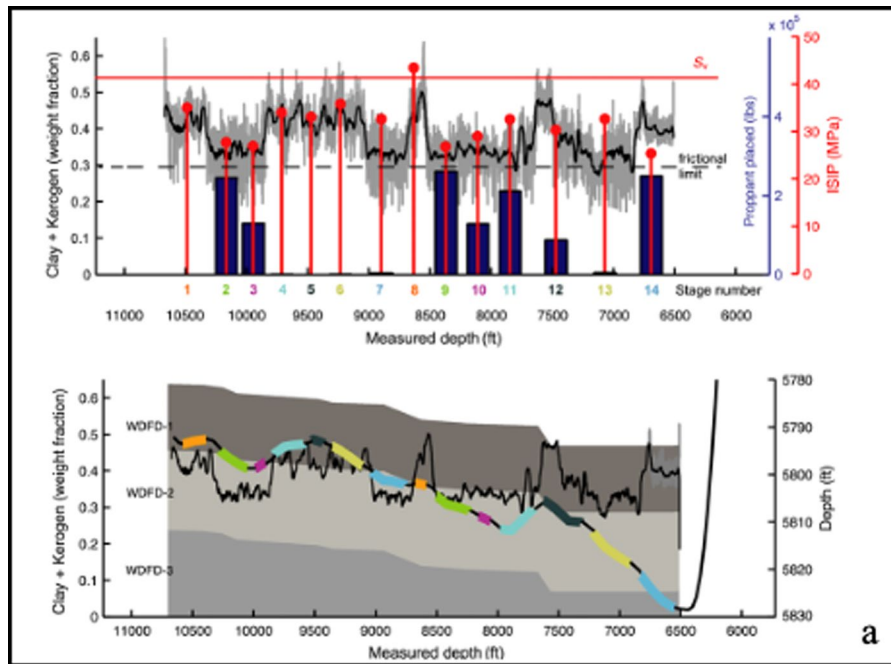 x 10⁵
0.6
0.5
0.4
0.3
0.2
0.1
0
Clay + Kerogen (weight fraction)
Sᵥ
frictional
limit
4
2
0
Proppant placed (lbs)
50
40
30
20
10
0
ISIP (MPa)
1 2 3 4 5 6 7 8 9 10 11 12 13 14 Stage number
11000 10500 10000 9500 9000 8500 8000 7500 7000 6500 6000
Measured depth (ft)
0.6
0.5
0.4
0.3
0.2
0.1
0
Clay + Kerogen (weight fraction)
WDFD-1
WDFD-2
WDFD-3
5780
5790
5800
5810
5820
5830
Depth (ft)
11000 10500 10000 9500 9000 8500 8000 7500 7000 6500 6000
Measured depth (ft)
a